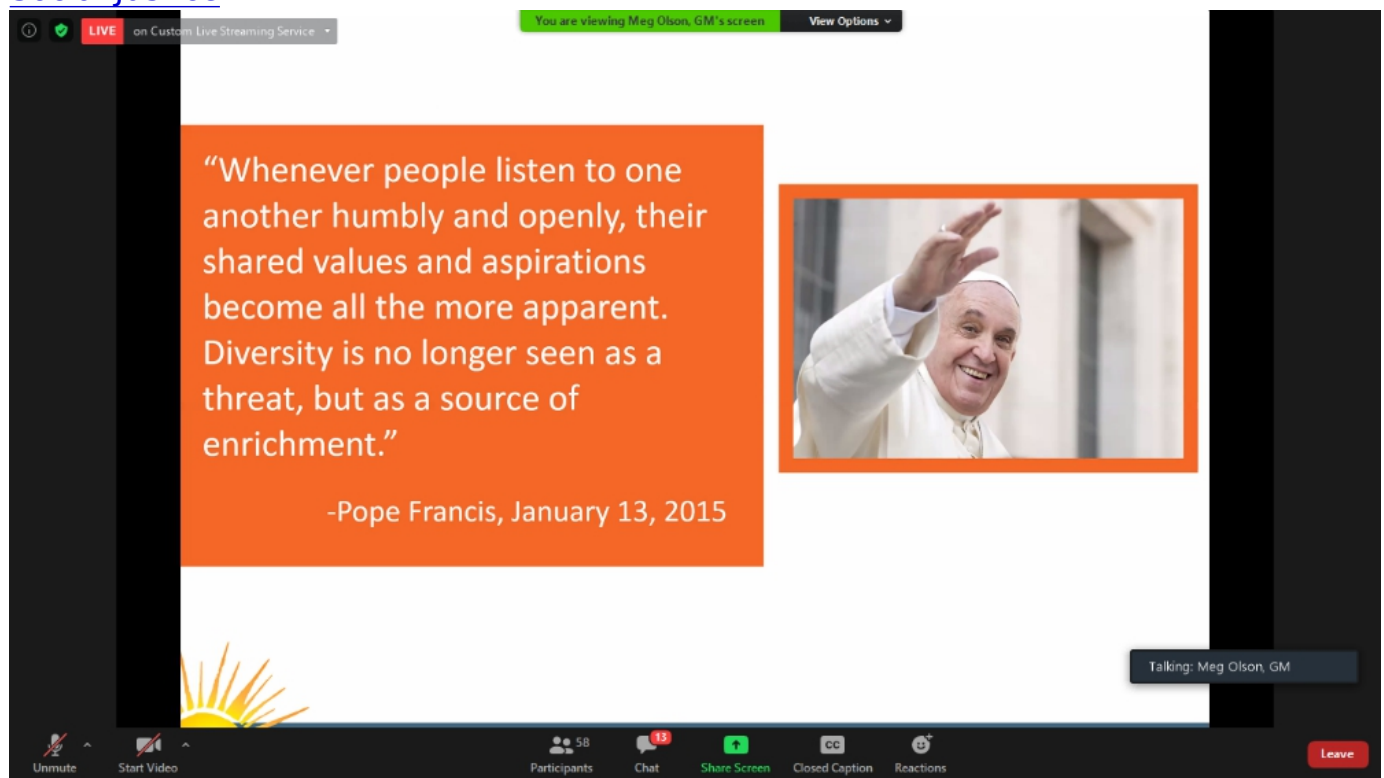 You are viewing Meg Olson, GM's screen
View Options
LIVE on Custom Live Streaming Service
“Whenever people listen to one
another humbly and openly, their
shared values and aspirations
become all the more apparent.
Diversity is no longer seen as a
threat, but as a source of
enrichment.”
-Pope Francis, January 13, 2015
Talking: Meg Olson, GM
Unmute
Start Video
58
Participants
13
Chat
Share Screen
CC
Closed Caption
Reactions
Leave